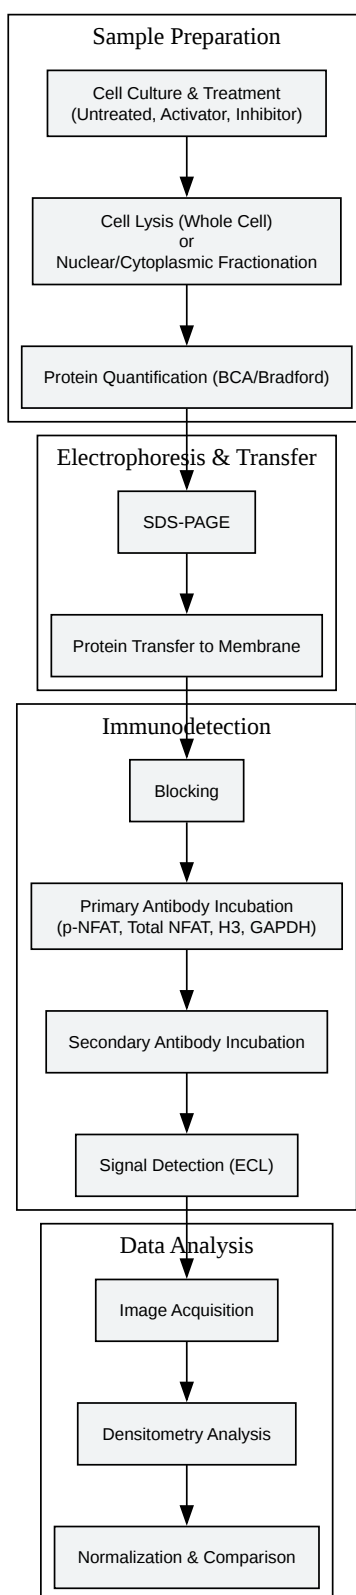 Sample Preparation
Cell Culture & Treatment
(Untreated, Activator, Inhibitor)
Cell Lysis (Whole Cell)
or
Nuclear/Cytoplasmic Fractionation
Protein Quantification (BCA/Bradford)
Electrophoresis & Transfer
SDS-PAGE
Protein Transfer to Membrane
Immunodetection
Blocking
Primary Antibody Incubation
(p-NFAT, Total NFAT, H3, GAPDH)
Secondary Antibody Incubation
Signal Detection (ECL)
Data Analysis
Image Acquisition
Densitometry Analysis
Normalization & Comparison